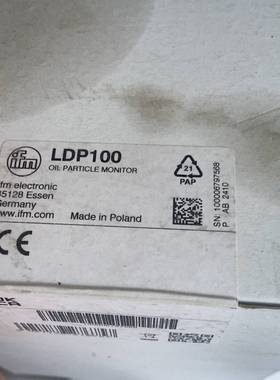 ifm
LDP100
OIL PARTICLE MONITOR
ifm electronic
45128 Essen
Germany
www.ifm.com
Made in Poland
21
PAP
SN: 100006797568
P AB 2410
CE